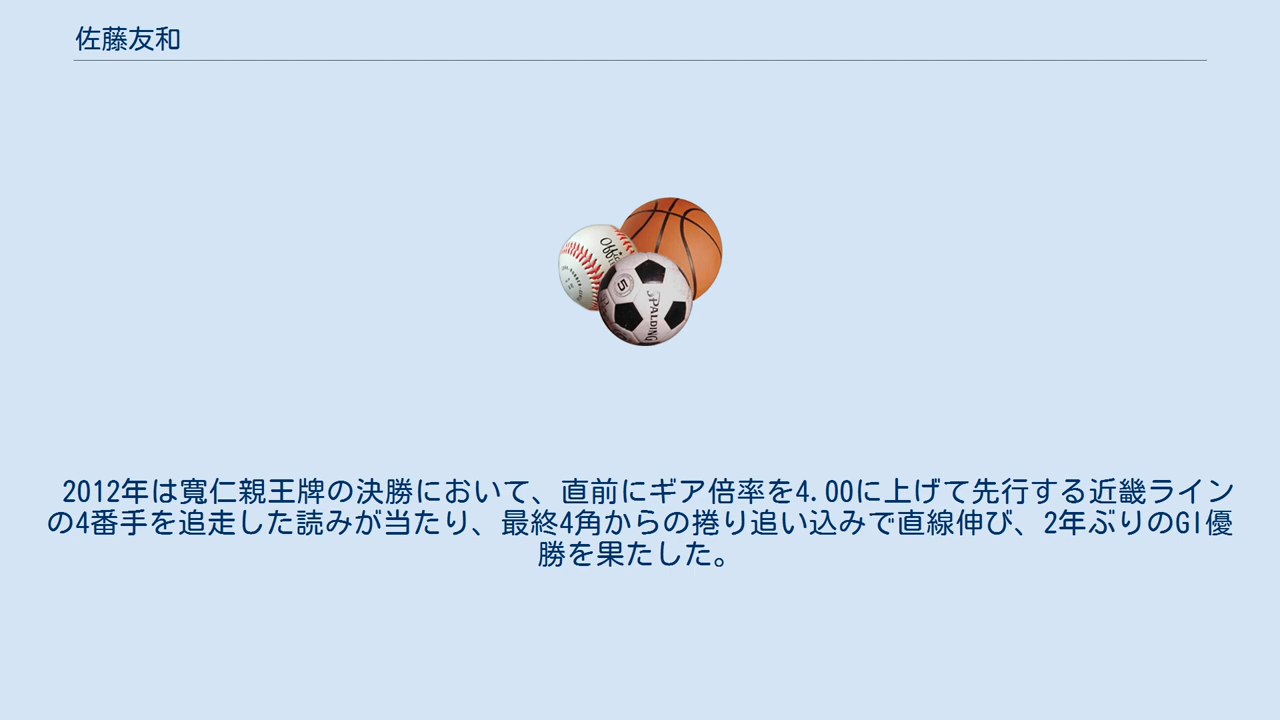 佐藤友和
Offic
5
SPALDING
2012年は寬仁親王牌の決勝において、直前にギア倍率を4.00に上げて先行する近畿ライン
の4番手を追走した読みが当たり、最終4角からの捲り追い込みで直線伸び、2年ぶりのGI優
勝を果たした。